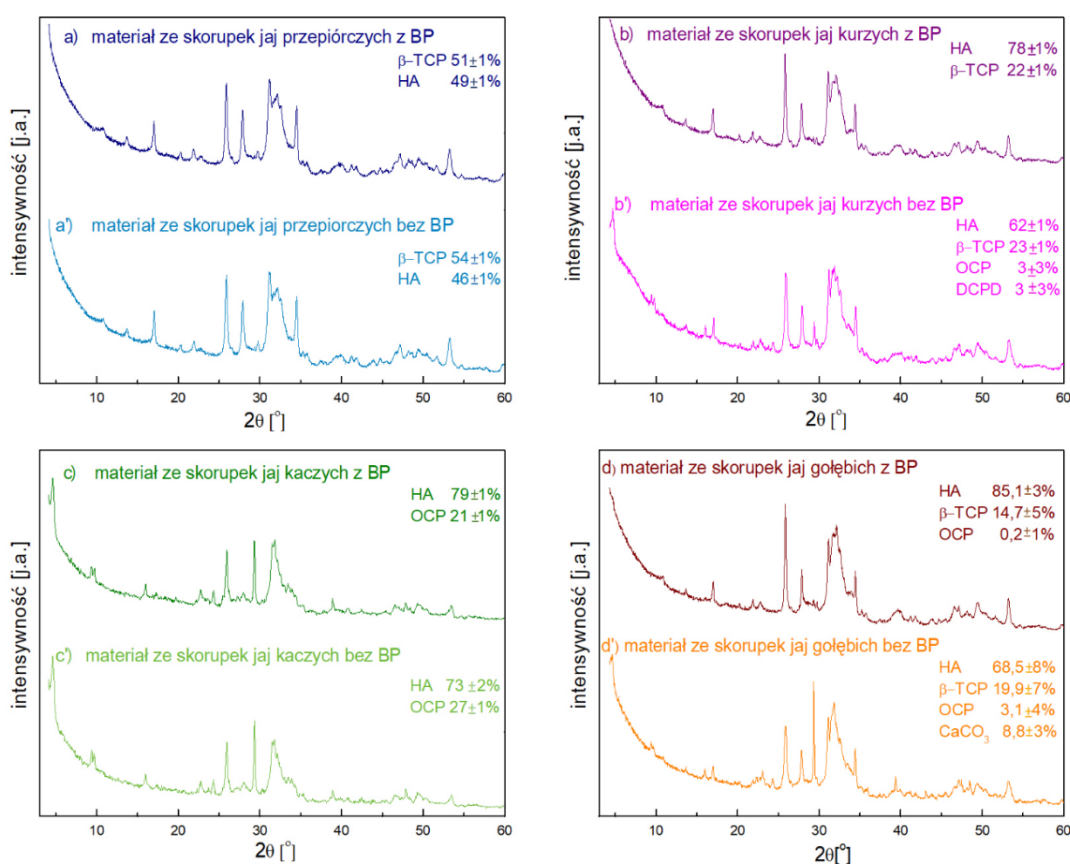 a) materiał ze skorupek jaj przepiórczych z BP
β–TCP 51±1%
HA 49±1%
a') materiał ze skorupek jaj przepiorczych bez BP
β–TCP 54±1%
HA 46±1%
intensywność [j.a.]
10 20 30 40 50 60
2θ [°]
b) materiał ze skorupek jaj kurzych z BP
HA 78±1%
β–TCP 22±1%
b') materiał ze skorupek jaj kurzych bez BP
HA 62±1%
β–TCP 23±1%
OCP 3±3%
DCPD 3 ±3%
intensywność [j.a.]
10 20 30 40 50 60
2θ [°]
c) materiał ze skorupek jaj kaczych z BP
HA 79±1%
OCP 21±1%
c') materiał ze skorupek jaj kaczych bez BP
HA 73 ±2%
OCP 27±1%
intensywność [j.a.]
10 20 30 40 50 60
2θ [°]
d) materiał ze skorupek jaj gołębich z BP
HA 85,1±3%
β–TCP 14,7±5%
OCP 0,2±1%
d') materiał ze skorupek jaj gołębich bez BP
HA 68,5±8%
β–TCP 19,9±7%
OCP 3,1±4%
CaCO₃ 8,8±3%
intensywność [j.a.]
10 20 30 40 50 60
2θ[°]